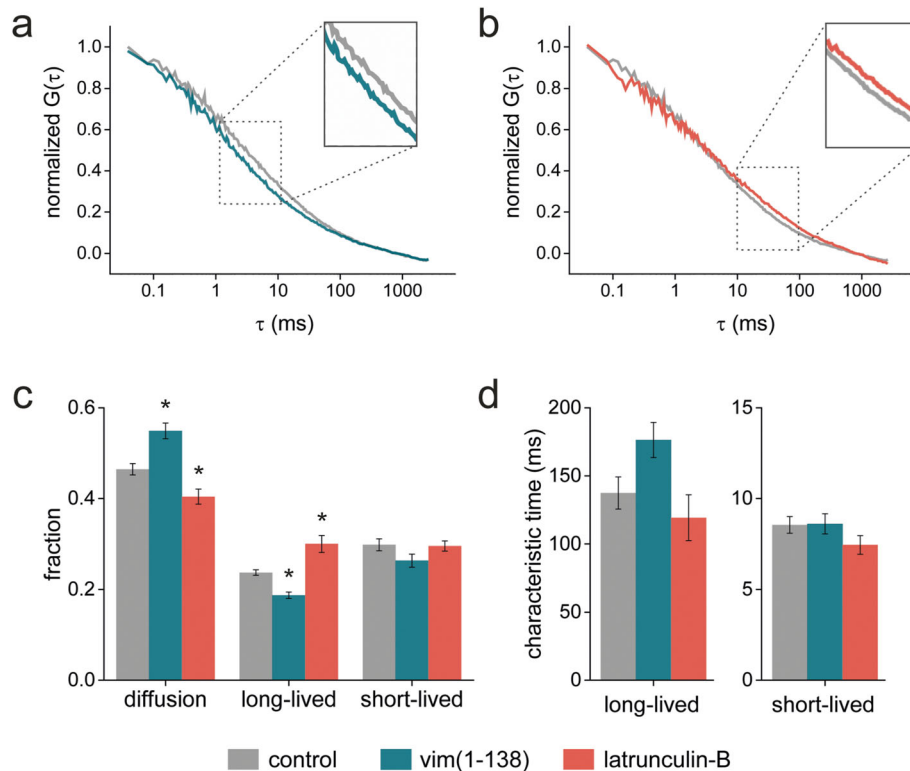 a
normalized G(τ)
1.0
0.8
0.6
0.4
0.2
0.0
0.1 1 10 100 1000
τ (ms)
b
normalized G(τ)
1.0
0.8
0.6
0.4
0.2
0.0
0.1 1 10 100 1000
τ (ms)
c
fraction
0.6
0.4
0.2
0.0
* * * *
diffusion long-lived short-lived
d
characteristic time (ms)
200
150
100
50
0
long-lived
15
10
5
0
short-lived
control vim(1-138) latrunculin-B